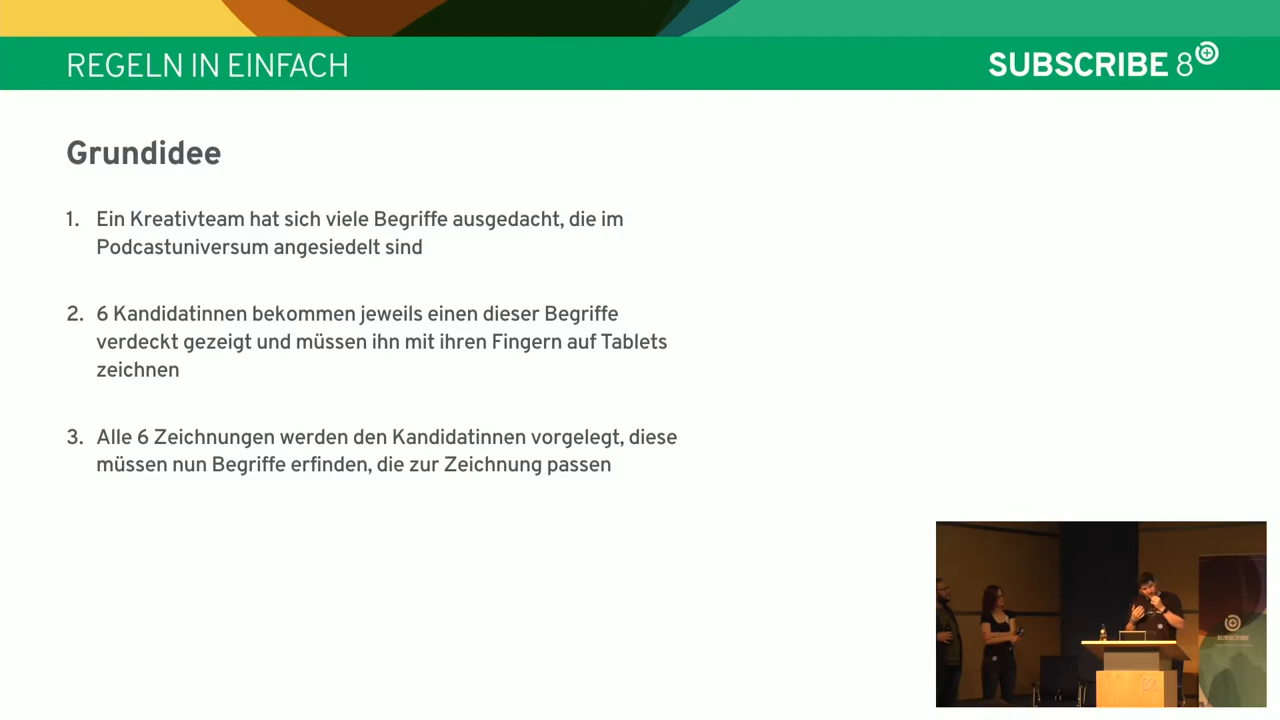 REGELN IN EINFACH
SUBSCRIBE 8
Grundidee
1. Ein Kreativteam hat sich viele Begriffe ausgedacht, die im
Podcastuniversum angesiedelt sind
2. 6 Kandidatinnen bekommen jeweils einen dieser Begriffe
verdeckt gezeigt und müssen ihn mit ihren Fingern auf Tablets
zeichnen
3. Alle 6 Zeichnungen werden den Kandidatinnen vorgelegt, diese
müssen nun Begriffe erfinden, die zur Zeichnung passen
SUBSCRIBE